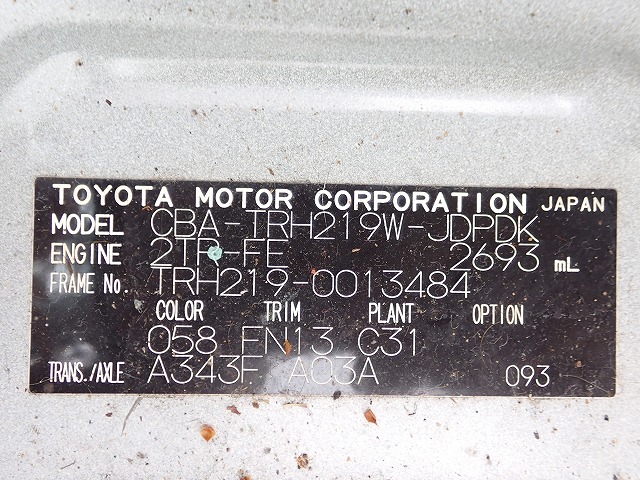 TOYOTA MOTOR CORPORATION JAPAN
MODEL CBA-TRH219W-JDPDK
ENGINE 2TR-FE 2693 mL
FRAME No. TRH219-0013484
COLOR TRIM PLANT OPTION
058 FN13 C31
TRANS./AXLE A343F A03A 093